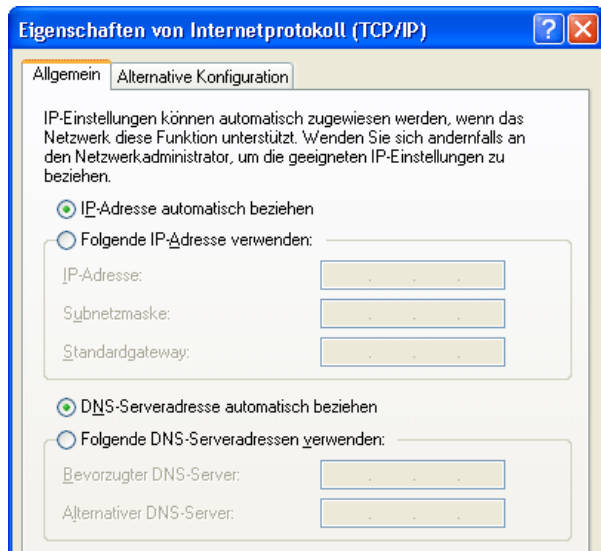 Eigenschaften von Internetprotokoll (TCP/IP)
Allgemein
Alternative Konfiguration
IP-Einstellungen können automatisch zugewiesen werden, wenn das
Netzwerk diese Funktion unterstützt. Wenden Sie sich andernfalls an
den Netzwerkadministrator, um die geeigneten IP-Einstellungen zu
beziehen.
IP-Adresse automatisch beziehen
Folgende IP-Adresse verwenden:
IP-Adresse:
Subnetzmaske:
Standardgateway:
DNS-Serveradresse automatisch beziehen
Folgende DNS-Serveradressen verwenden:
Bevorzugter DNS-Server:
Alternativer DNS-Server: